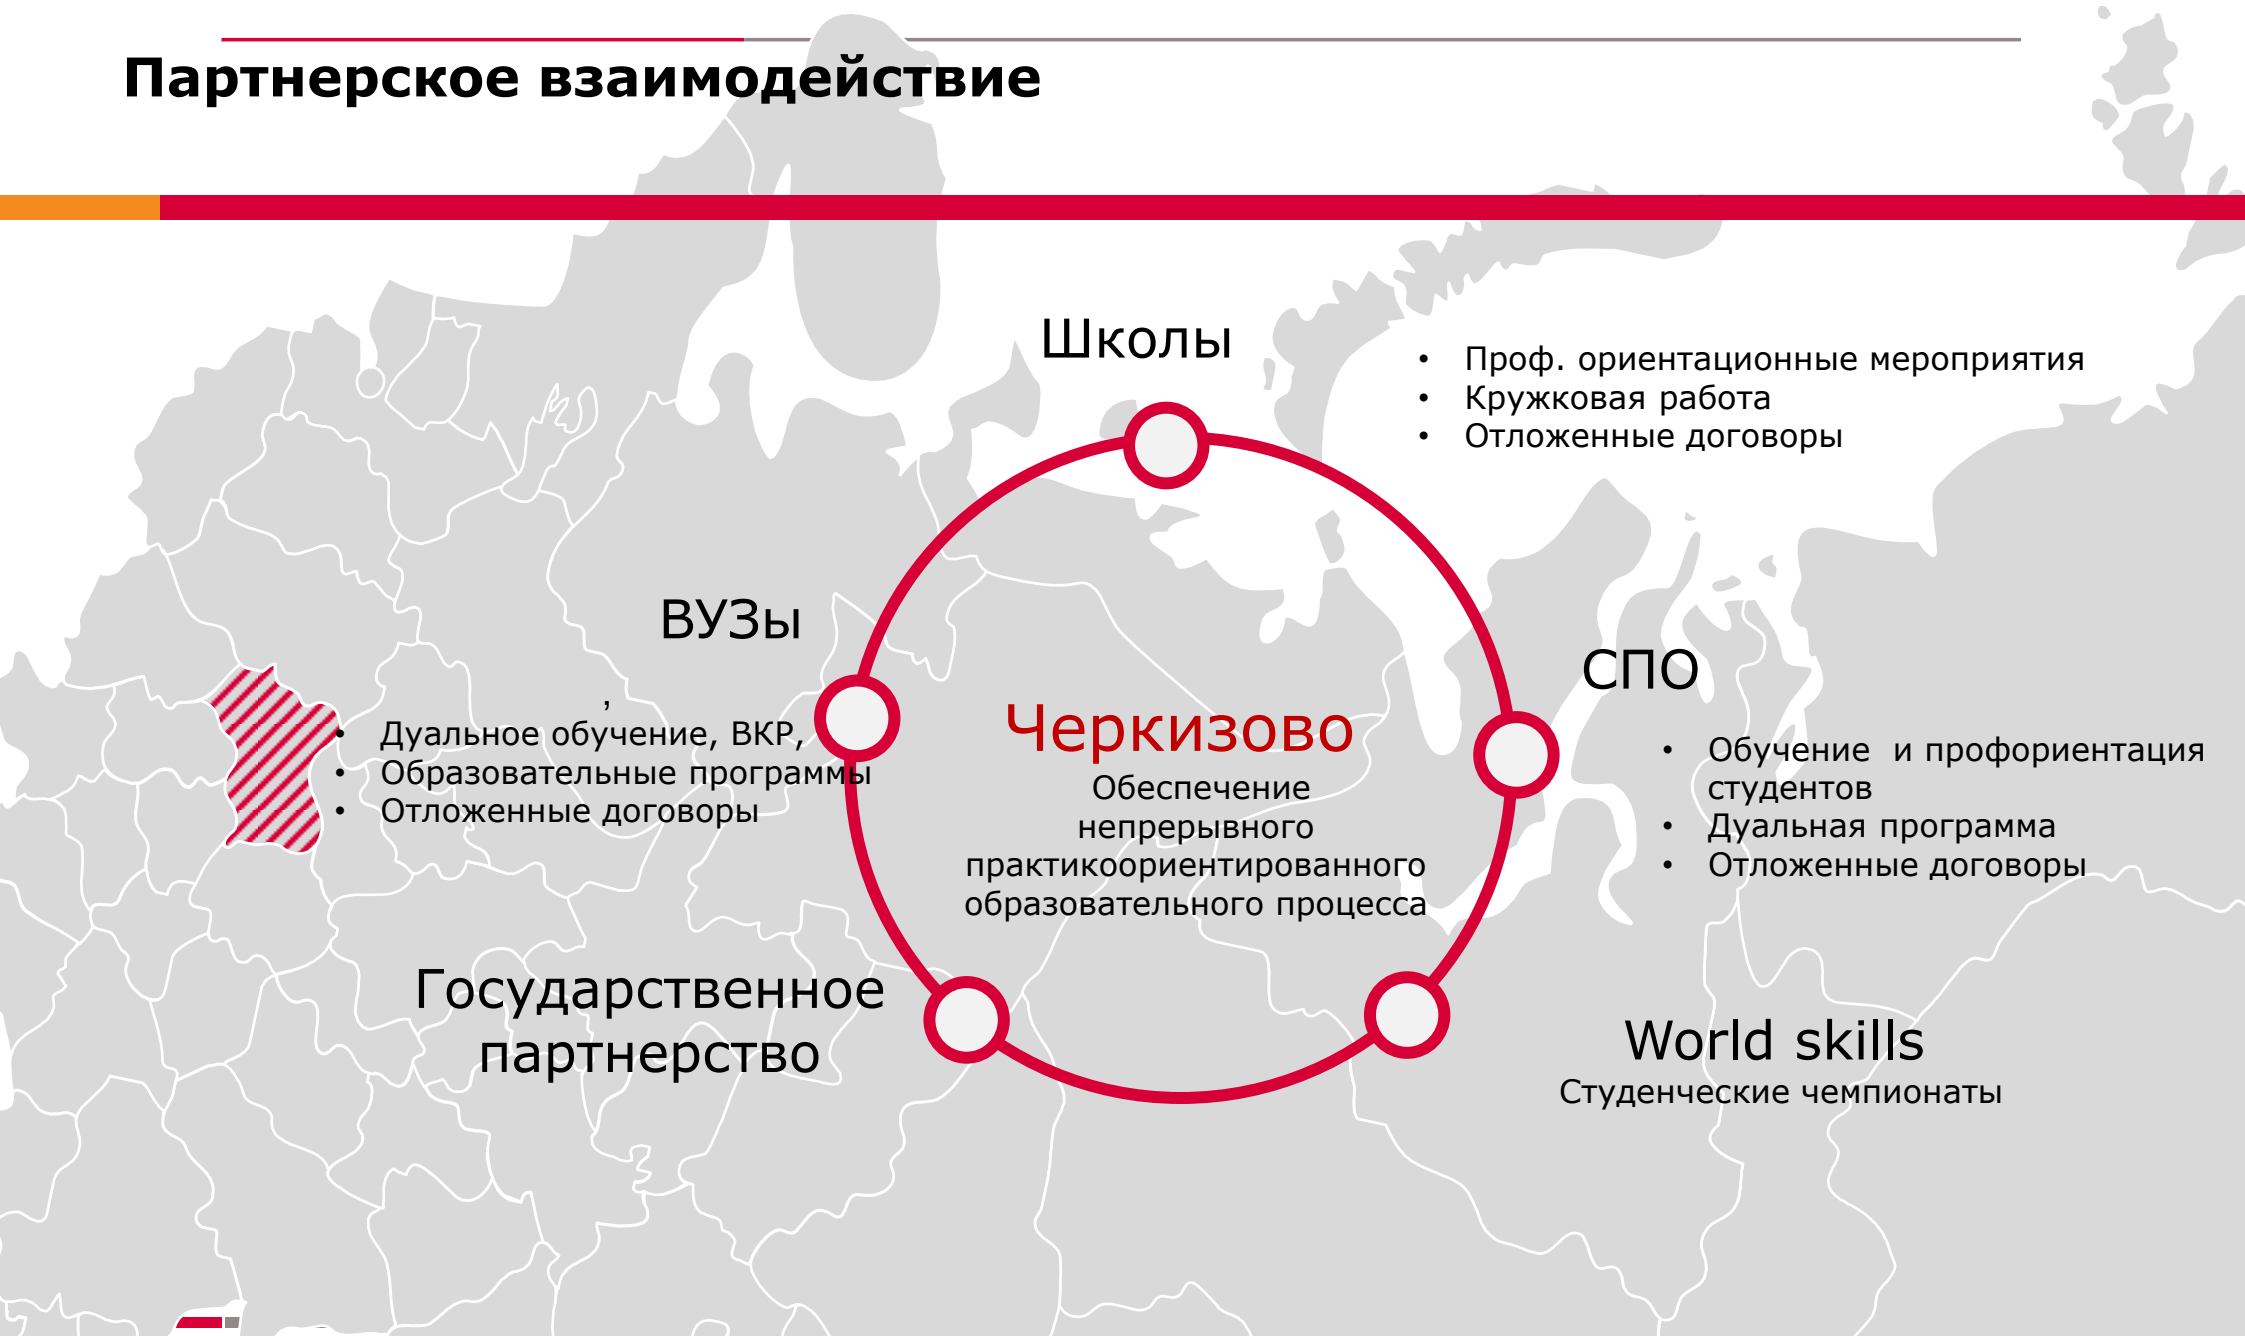 Партнерское взаимодействие
Школы
• Проф. ориентационные мероприятия
• Кружковая работа
• Отложенные договоры
ВУЗы
,
• Дуальное обучение, ВКР,
• Образовательные программы
• Отложенные договоры
Черкизово
Обеспечение
непрерывного
практикоориентированного
образовательного процесса
СПО
• Обучение и профориентация
студентов
• Дуальная программа
• Отложенные договоры
Государственное
партнерство
World skills
Студенческие чемпионаты